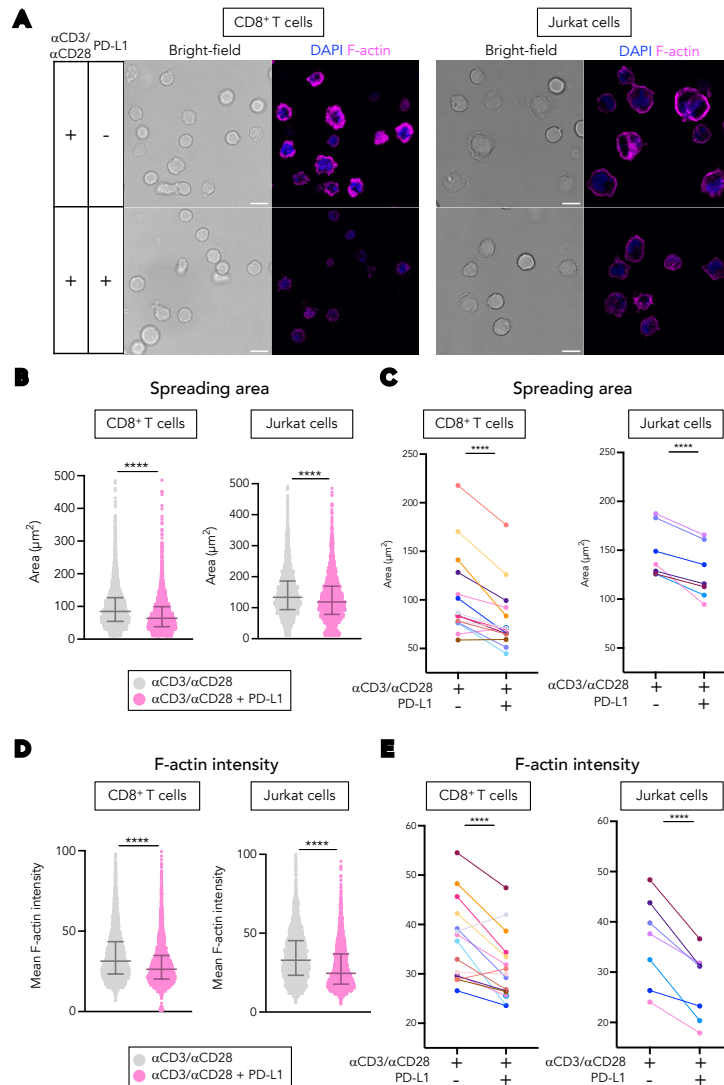 A
CD8⁺ T cells
Jurkat cells
αCD3/
αCD28 PD-L1
Bright-field
DAPI F-actin
Bright-field
DAPI F-actin
+ -
+ +
B
Spreading area
CD8⁺ T cells
Jurkat cells
****
****
Area (μm²)
500
400
300
200
100
0
Area (μm²)
500
400
300
200
100
0
αCD3/αCD28
αCD3/αCD28 + PD-L1
C
Spreading area
CD8⁺ T cells
Jurkat cells
****
****
Area (μm²)
250
200
150
100
50
Area (μm²)
250
200
150
100
50
αCD3/αCD28 + +
PD-L1 - +
αCD3/αCD28 + +
PD-L1 - +
D
F-actin intensity
CD8⁺ T cells
Jurkat cells
****
****
Mean F-actin intensity
100
50
0
Mean F-actin intensity
100
50
0
αCD3/αCD28
αCD3/αCD28 + PD-L1
E
F-actin intensity
CD8⁺ T cells
Jurkat cells
****
****
60
50
40
30
20
60
50
40
30
20
αCD3/αCD28 + +
PD-L1 - +
αCD3/αCD28 + +
PD-L1 - +